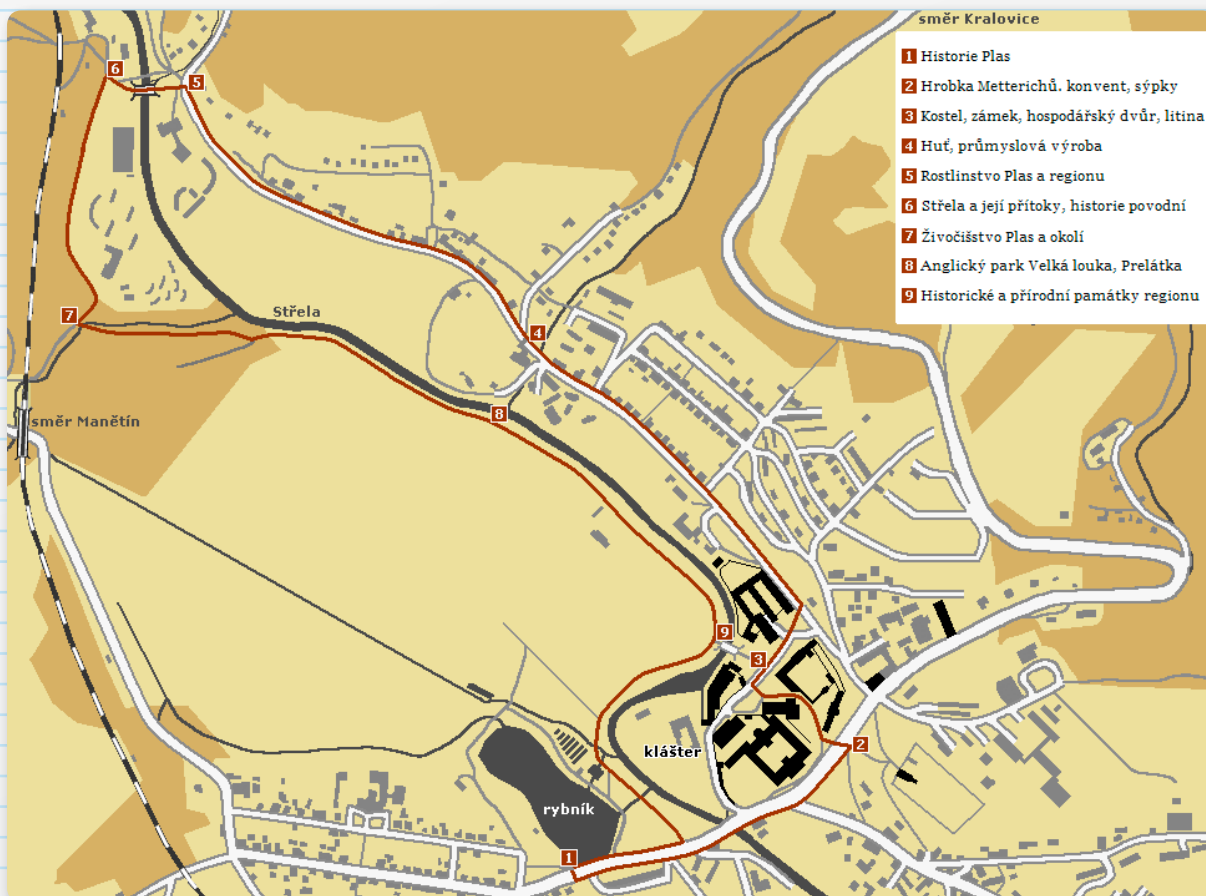 směr Kralovice
1 Historie Plas
2 Hrobka Metterichů. konvent, sýpky
3 Kostel, zámek, hospodářský dvůr, litina
4 Huť, průmyslová výroba
5 Rostlinstvo Plas a regionu
6 Střela a její přítoky, historie povodní
7 Živočišstvo Plas a okolí
8 Anglický park Velká louka, Prelátka
9 Historické a přírodní památky regionu
6
5
7
Střela
4
8
směr Manětín
9
3
2
klášter
rybník
1